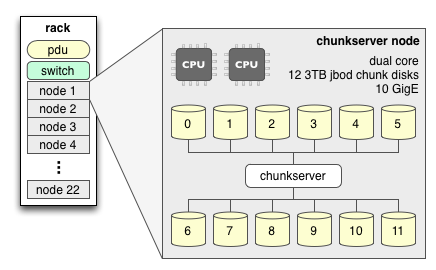 rack
pdu
switch
node 1
node 2
node 3
node 4
node 22
chunkserver node
CPU CPU
dual core
12 3TB jbod chunk disks
10 GigE
0 1 2 3 4 5
chunkserver
6 7 8 9 10 11